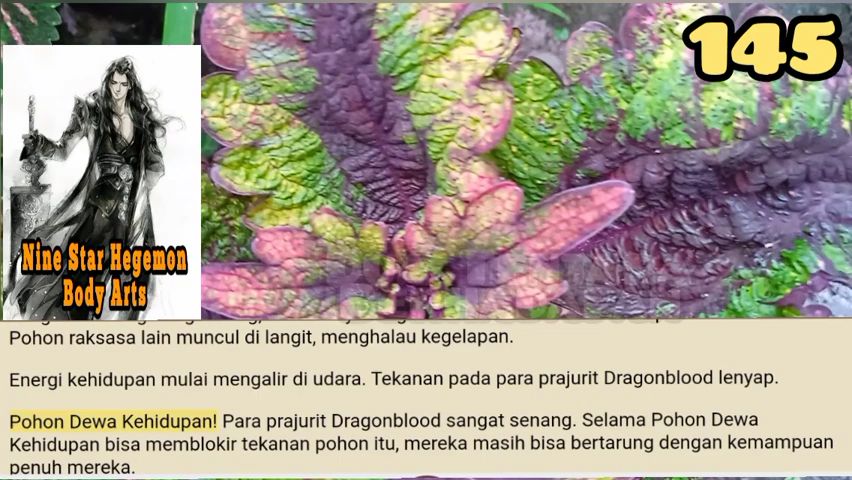 145
Nine Star Hegemon
Body Arts
Pohon raksasa lain muncul di langit, menghalau kegelapan.
Energi kehidupan mulai mengalir di udara. Tekanan pada para prajurit Dragonblood lenyap.
Pohon Dewa Kehidupan! Para prajurit Dragonblood sangat senang. Selama Pohon Dewa
Kehidupan bisa memblokir tekanan pohon itu, mereka masih bisa bertarung dengan kemampuan
penuh mereka.